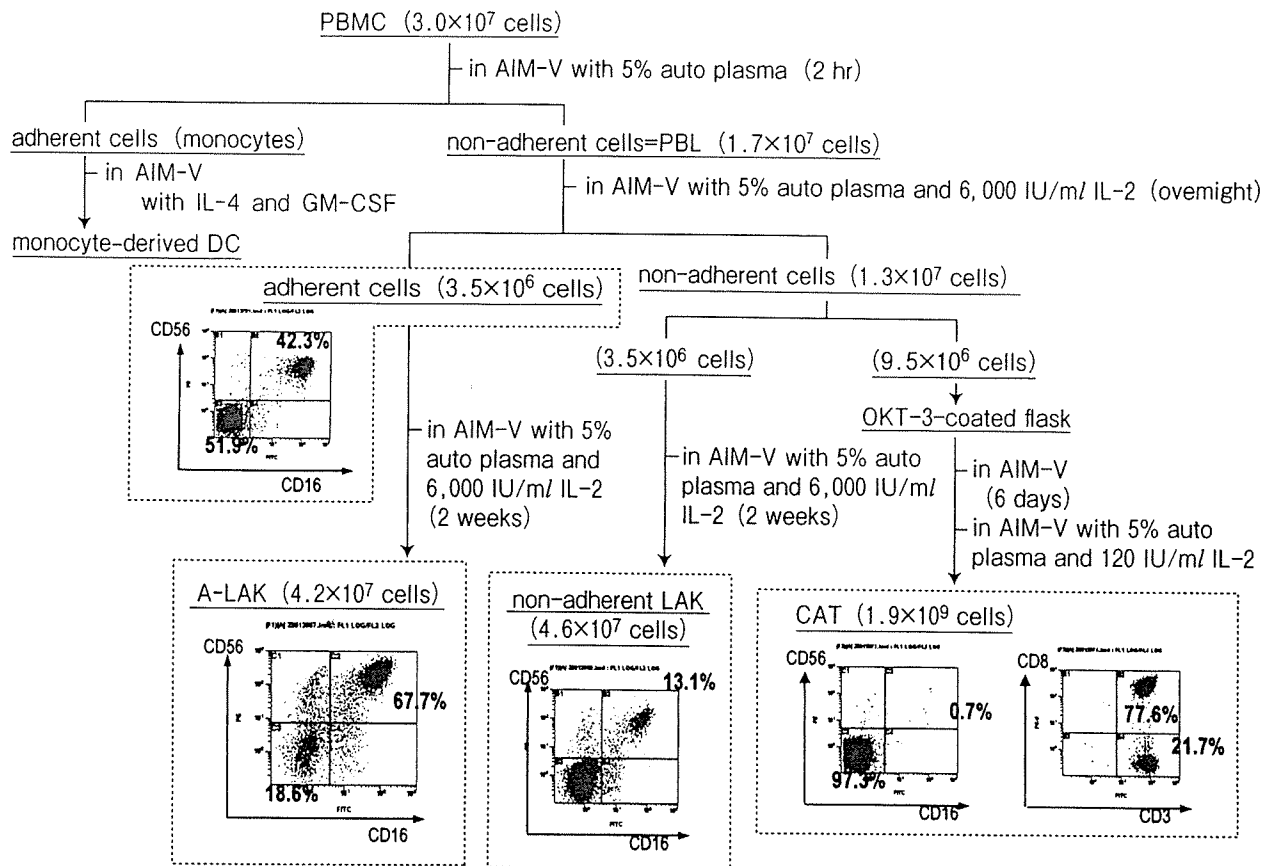 PBMC (3.0×10⁷ cells)
in AIM-V with 5% auto plasma (2 hr)
adherent cells (monocytes)
non-adherent cells=PBL (1.7×10⁷ cells)
in AIM-V
with IL-4 and GM-CSF
in AIM-V with 5% auto plasma and 6,000 IU/ml IL-2 (overnight)
monocyte-derived DC
adherent cells (3.5×10⁶ cells)
non-adherent cells (1.3×10⁷ cells)
CD56
42.3%
51.9%
FITC
CD16
(3.5×10⁶ cells)
(9.5×10⁶ cells)
OKT-3-coated flask
in AIM-V with 5%
auto plasma and
6,000 IU/ml IL-2
(2 weeks)
in AIM-V with 5% auto
plasma and 6,000 IU/ml
IL-2 (2 weeks)
in AIM-V
(6 days)
in AIM-V with 5% auto
plasma and 120 IU/ml IL-2
A-LAK (4.2×10⁷ cells)
CD56
67.7%
18.6%
FITC
CD16
non-adherent LAK
(4.6×10⁷ cells)
CD56
13.1%
FITC
CD16
CAT (1.9×10⁹ cells)
CD56
0.7%
97.3%
FITC
CD16
CD8
77.6%
21.7%
FITC
CD3